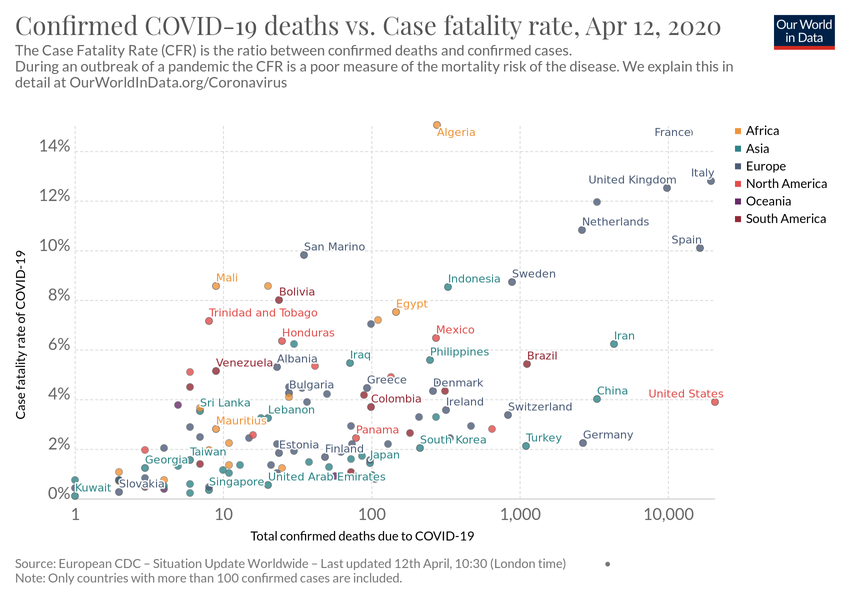 Confirmed COVID-19 deaths vs. Case fatality rate, Apr 12, 2020
Our World
in Data
The Case Fatality Rate (CFR) is the ratio between confirmed deaths and confirmed cases.
During an outbreak of a pandemic the CFR is a poor measure of the mortality risk of the disease. We explain this in
detail at OurWorldInData.org/Coronavirus
Algeria
France
Africa
Asia
Europe
North America
Oceania
South America
14%
Italy
United Kingdom
12%
Netherlands
Spain
10%
San Marino
Sweden
Mali
Indonesia
Bolivia
8%
Egypt
Trinidad and Tobago
Honduras
Mexico
Iran
6%
Philippines
Iraq
Albania
Brazil
Venezuela
Greece
Denmark
Bulgaria
China
United States
4%
Sri Lanka
Colombia
Ireland
Switzerland
Lebanon
Mauritius
Panama
Germany
2%
South Korea
Turkey
Estonia
Finland
Taiwan
Japan
Georgia
Singapore
United Arab Emirates
Slovakia
Kuwait
0%
1
10
100
1,000
10,000
Case fatality rate of COVID-19
Total confirmed deaths due to COVID-19
Source: European CDC – Situation Update Worldwide – Last updated 12th April, 10:30 (London time)
Note: Only countries with more than 100 confirmed cases are included.